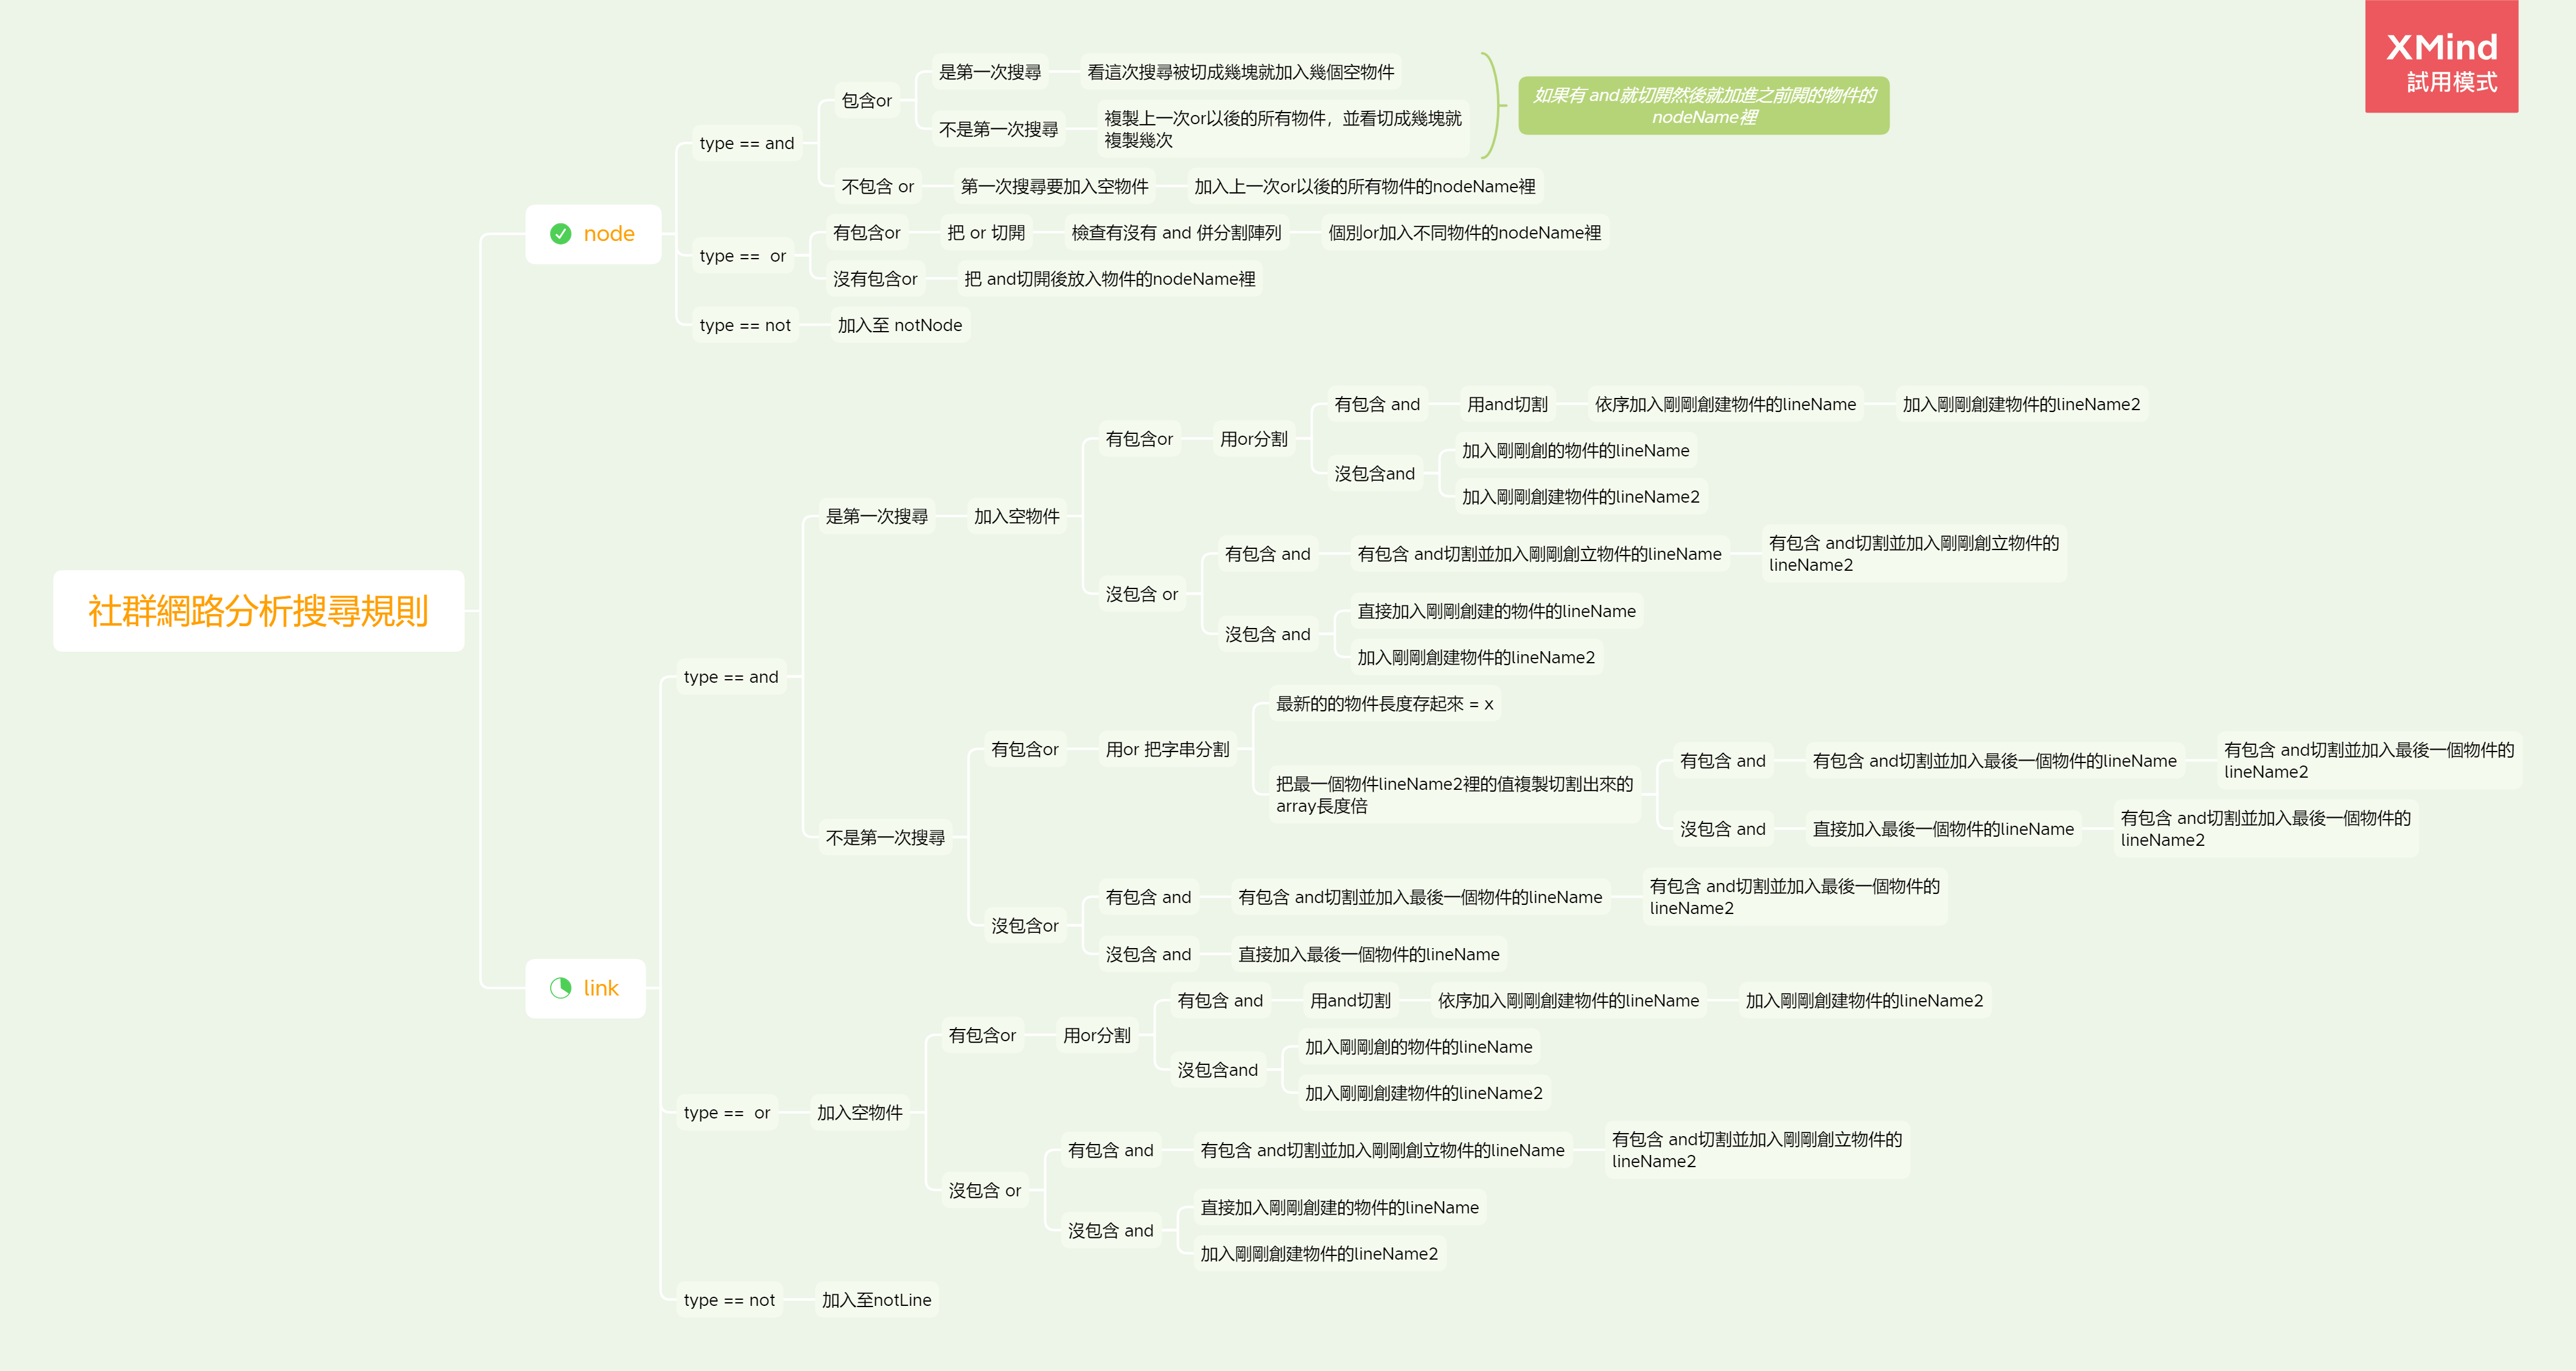 XMind
試用模式
社群網路分析搜尋規則
node
type == and
包含or
是第一次搜尋
看這次搜尋被切成幾塊就加入幾個空物件
不是第一次搜尋
複製上一次or以後的所有物件，並看切成幾塊就
複製幾次
如果有 and就切開然後就加進之前開的物件的
nodeName裡
不包含 or
第一次搜尋要加入空物件
加入上一次or以後的所有物件的nodeName裡
type ==  or
有包含or
把 or 切開
檢查有沒有 and 併分割陣列
個別or加入不同物件的nodeName裡
沒有包含or
把 and切開後放入物件的nodeName裡
type == not
加入至 notNode
link
type == and
是第一次搜尋
加入空物件
有包含or
用or分割
有包含 and
用and切割
依序加入剛剛創建物件的lineName
加入剛剛創建物件的lineName2
沒包含and
加入剛剛創的物件的lineName
加入剛剛創建物件的lineName2
沒包含 or
有包含 and
有包含 and切割並加入剛剛創立物件的lineName
有包含 and切割並加入剛剛創立物件的
lineName2
沒包含 and
直接加入剛剛創建的物件的lineName
加入剛剛創建物件的lineName2
不是第一次搜尋
有包含or
用or 把字串分割
最新的的物件長度存起來 = x
把最一個物件lineName2裡的值複製切割出來的
array長度倍
有包含 and
有包含 and切割並加入最後一個物件的lineName
有包含 and切割並加入最後一個物件的
lineName2
沒包含 and
直接加入最後一個物件的lineName
有包含 and切割並加入最後一個物件的
lineName2
沒包含or
有包含 and
有包含 and切割並加入最後一個物件的lineName
有包含 and切割並加入最後一個物件的
lineName2
沒包含 and
直接加入最後一個物件的lineName
type ==  or
加入空物件
有包含or
用or分割
有包含 and
用and切割
依序加入剛剛創建物件的lineName
加入剛剛創建物件的lineName2
沒包含and
加入剛剛創的物件的lineName
加入剛剛創建物件的lineName2
沒包含 or
有包含 and
有包含 and切割並加入剛剛創立物件的lineName
有包含 and切割並加入剛剛創立物件的
lineName2
沒包含 and
直接加入剛剛創建的物件的lineName
加入剛剛創建物件的lineName2
type == not
加入至notLine